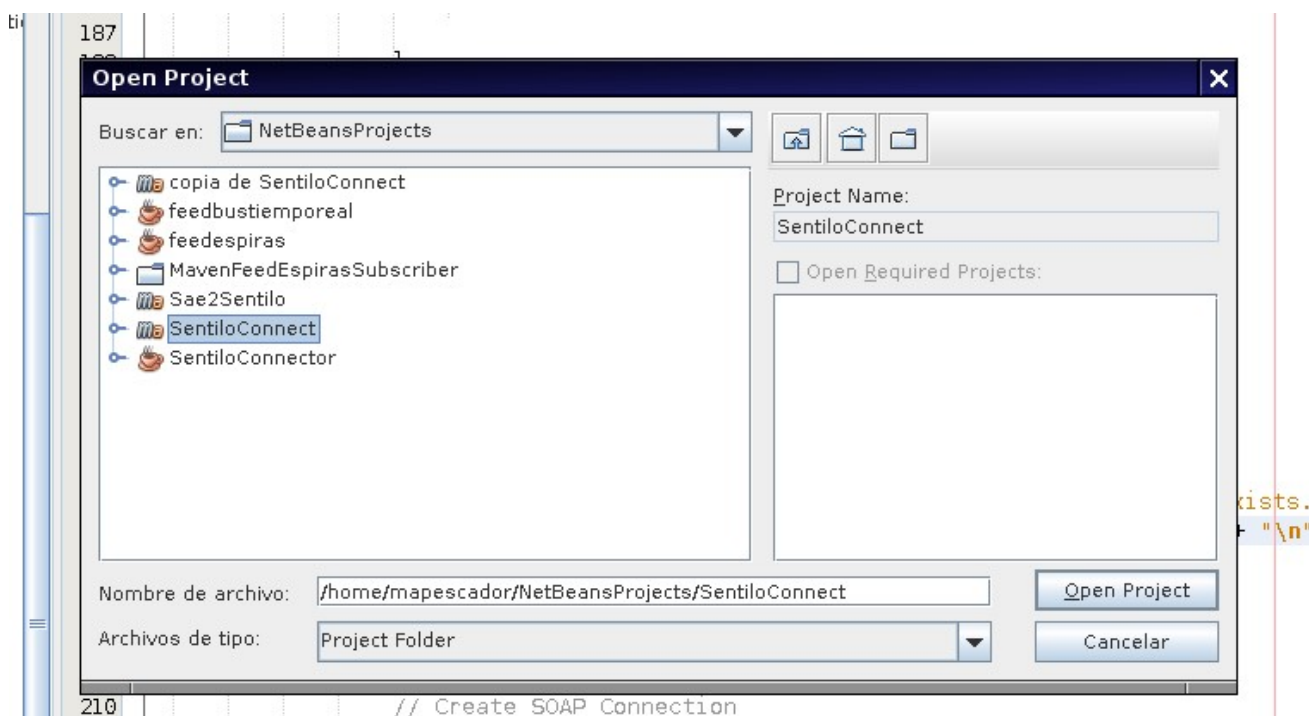 187
Open Project
Buscar en: NetBeansProjects
copia de SentiloConnect
feedbustiemporeal
feedespiras
MavenFeedEspirasSubscriber
Sae2Sentilo
SentiloConnect
SentiloConnector
Project Name:
SentiloConnect
Open Required Projects:
+ "\n"
Nombre de archivo: /home/mapescador/NetBeansProjects/SentiloConnect
Open Project
Archivos de tipo: Project Folder
Cancelar
210 // Create SOAP Connection